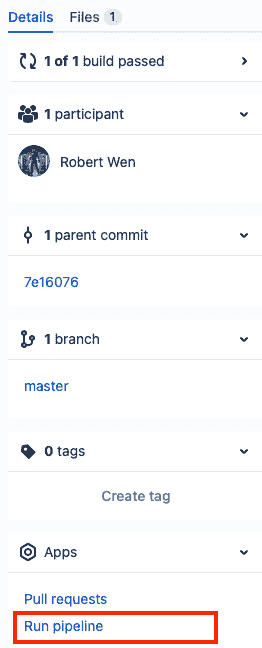 Details Files 1
1 of 1 build passed
1 participant
Robert Wen
1 parent commit
7e16076
1 branch
master
0 tags
Create tag
Apps
Pull requests
Run pipeline